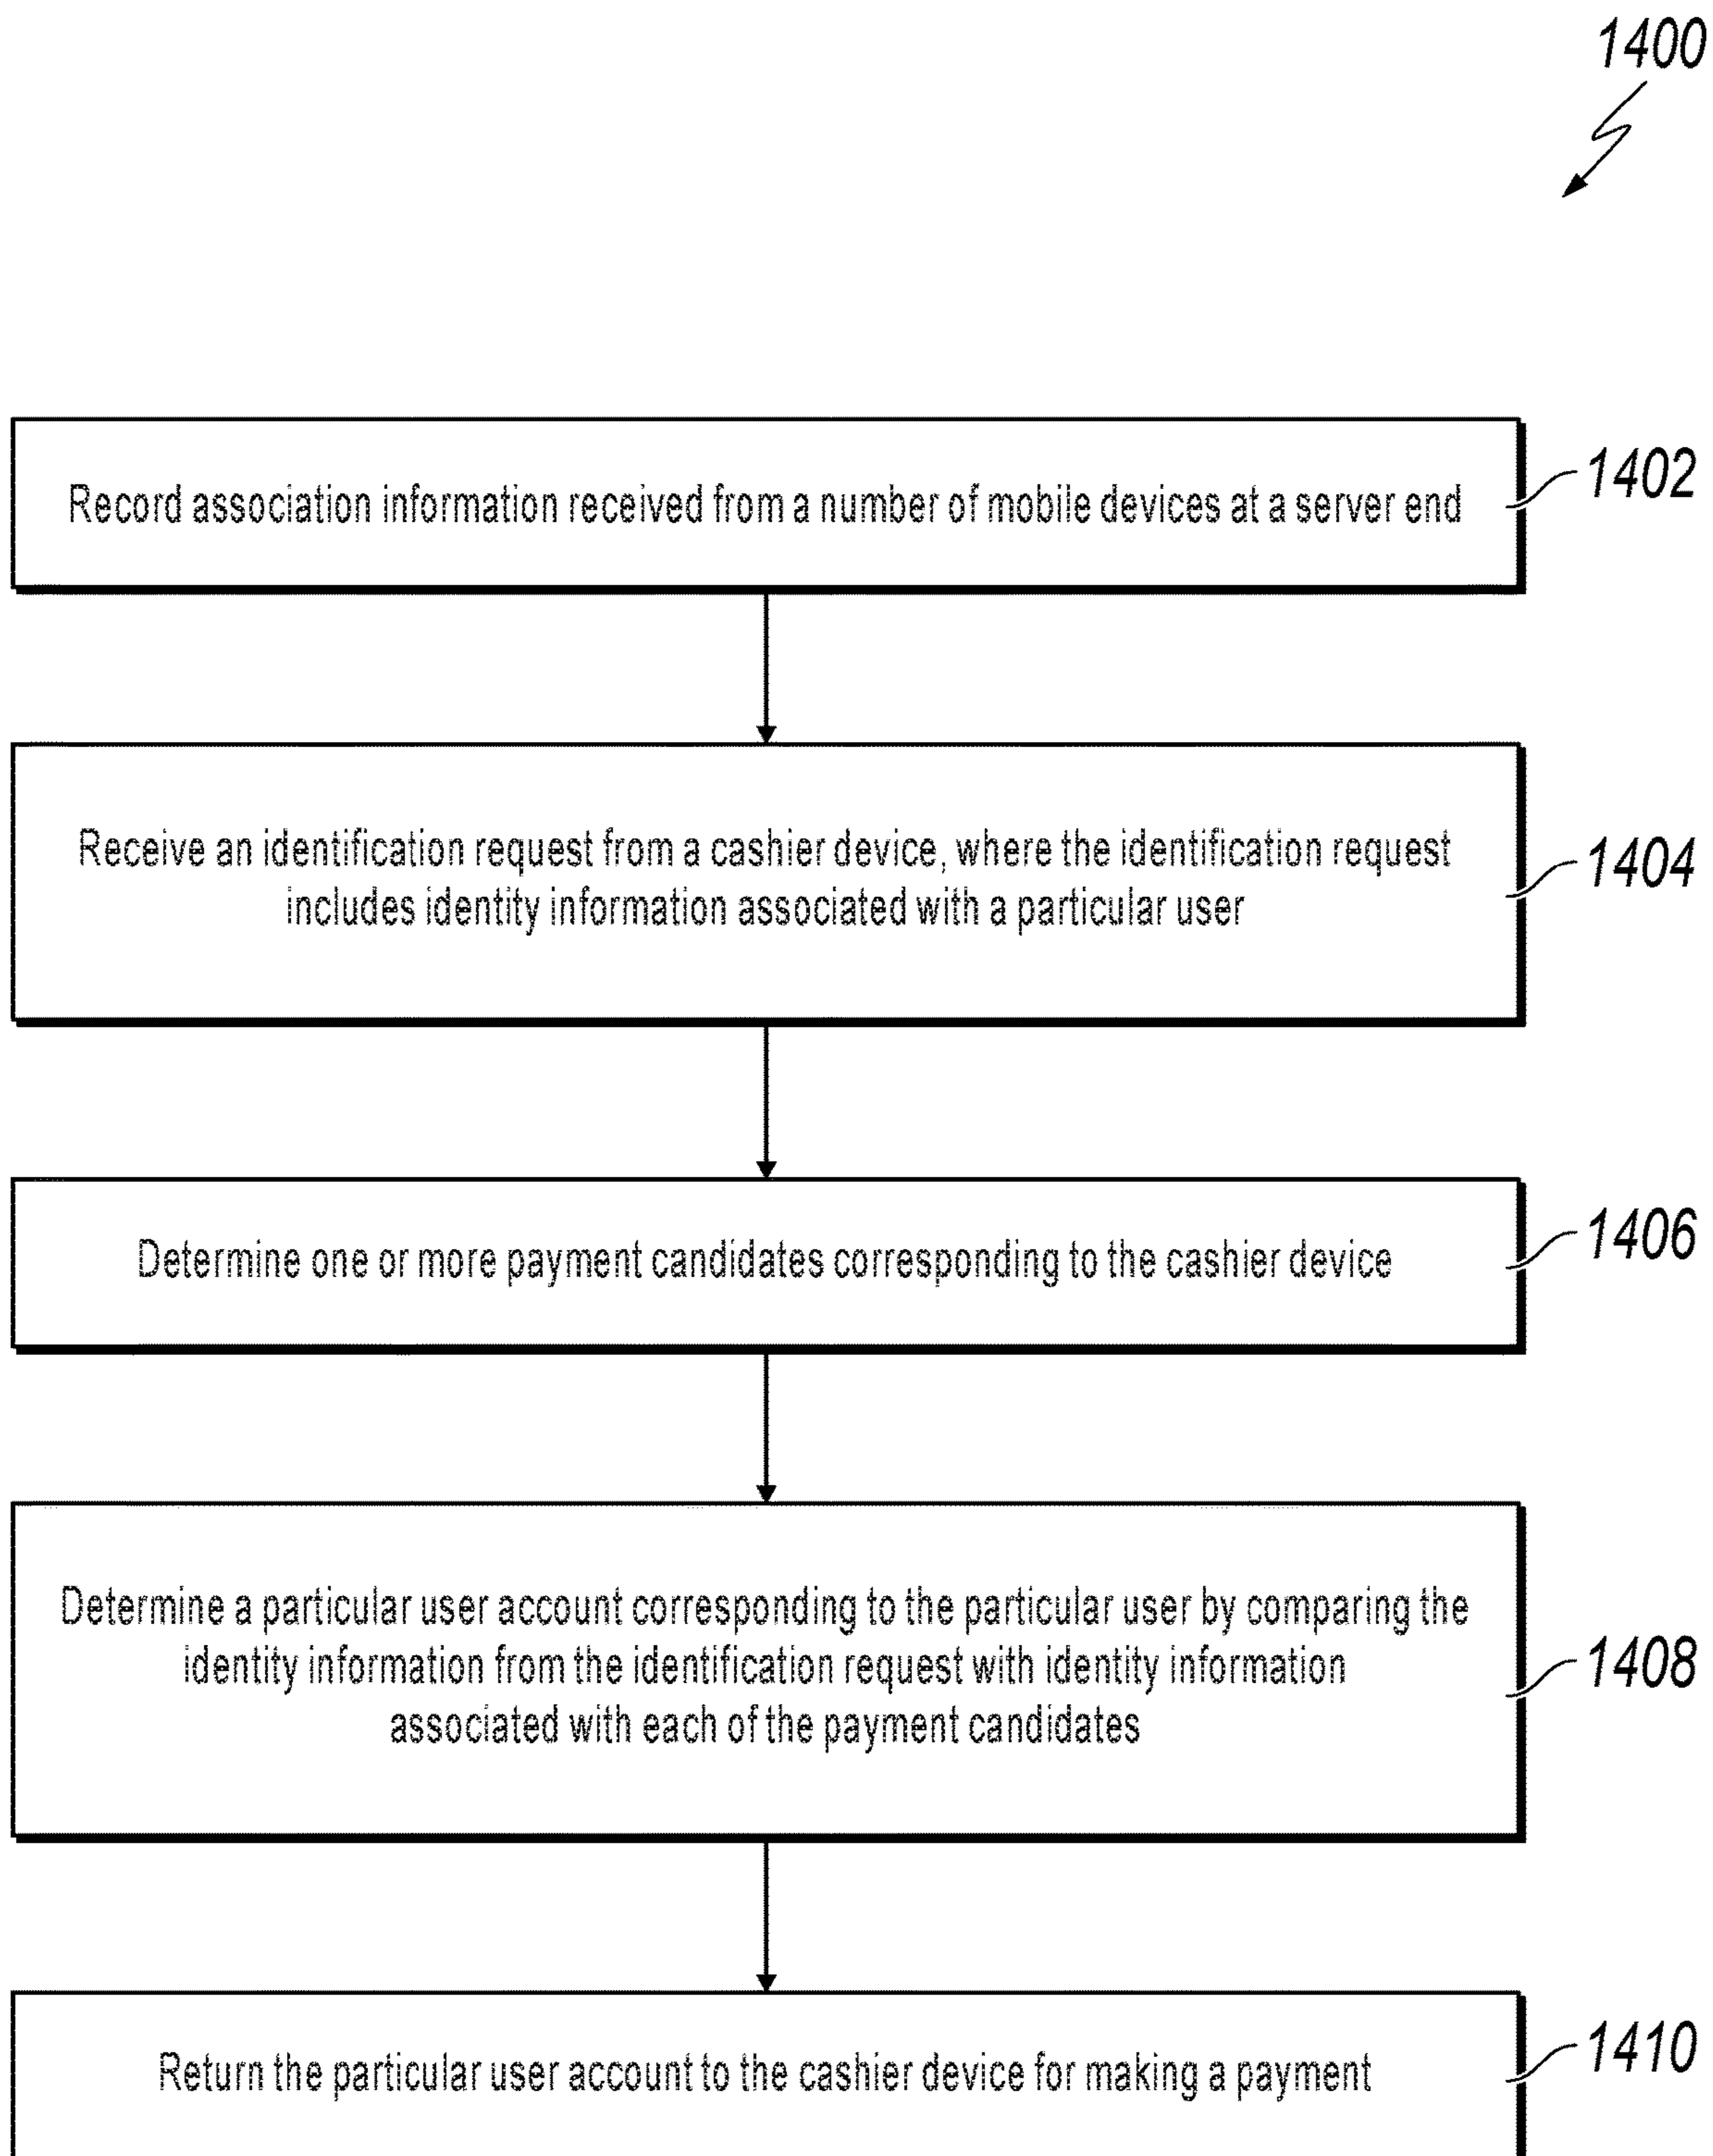 1400
Record association information received from a number of mobile devices at a server end
1402
Receive an identification request from a cashier device, where the identification request
includes identity information associated with a particular user
1404
Determine one or more payment candidates corresponding to the cashier device
1406
Determine a particular user account corresponding to the particular user by comparing the
identity information from the identification request with identity information
associated with each of the payment candidates
1408
Return the particular user account to the cashier device for making a payment
1410